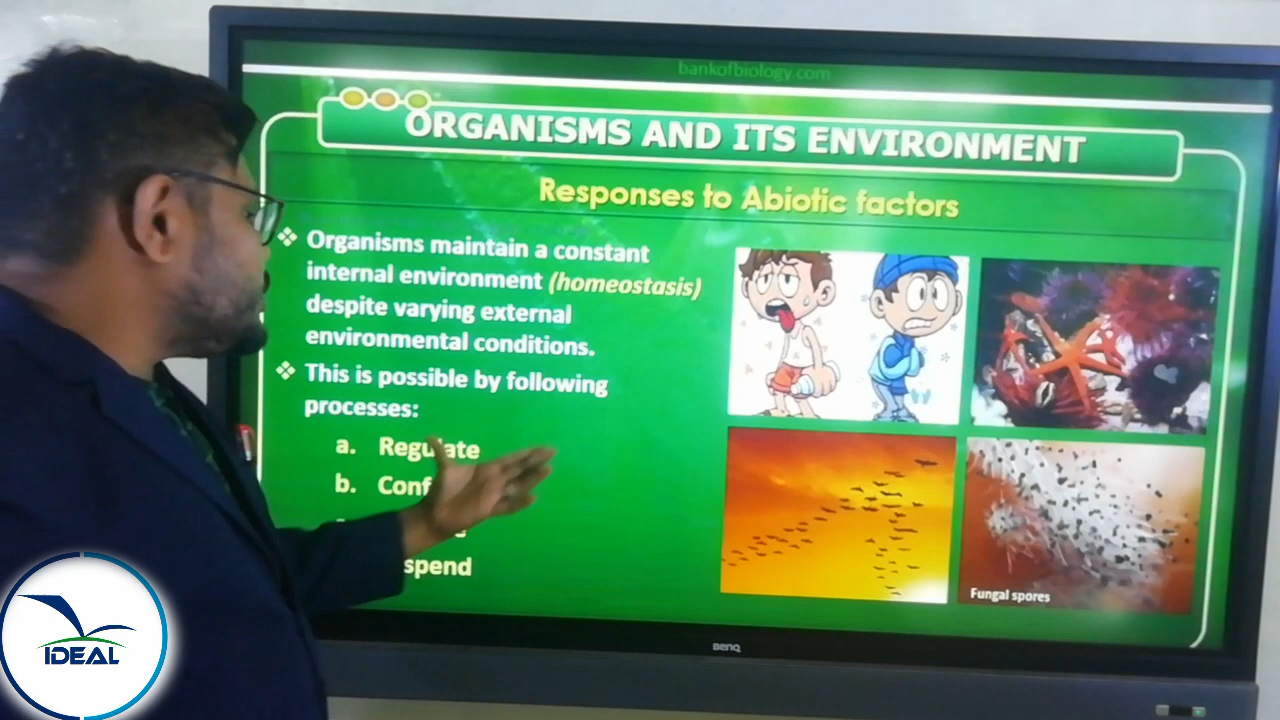 bankofbiology.com
ORGANISMS AND ITS ENVIRONMENT
Responses to Abiotic factors
❖ Organisms maintain a constant
internal environment (homeostasis)
despite varying external
environmental conditions.
❖ This is possible by following
processes:
a. Regulate
b.
spend
Fungal spores
BenQ
IDEAL